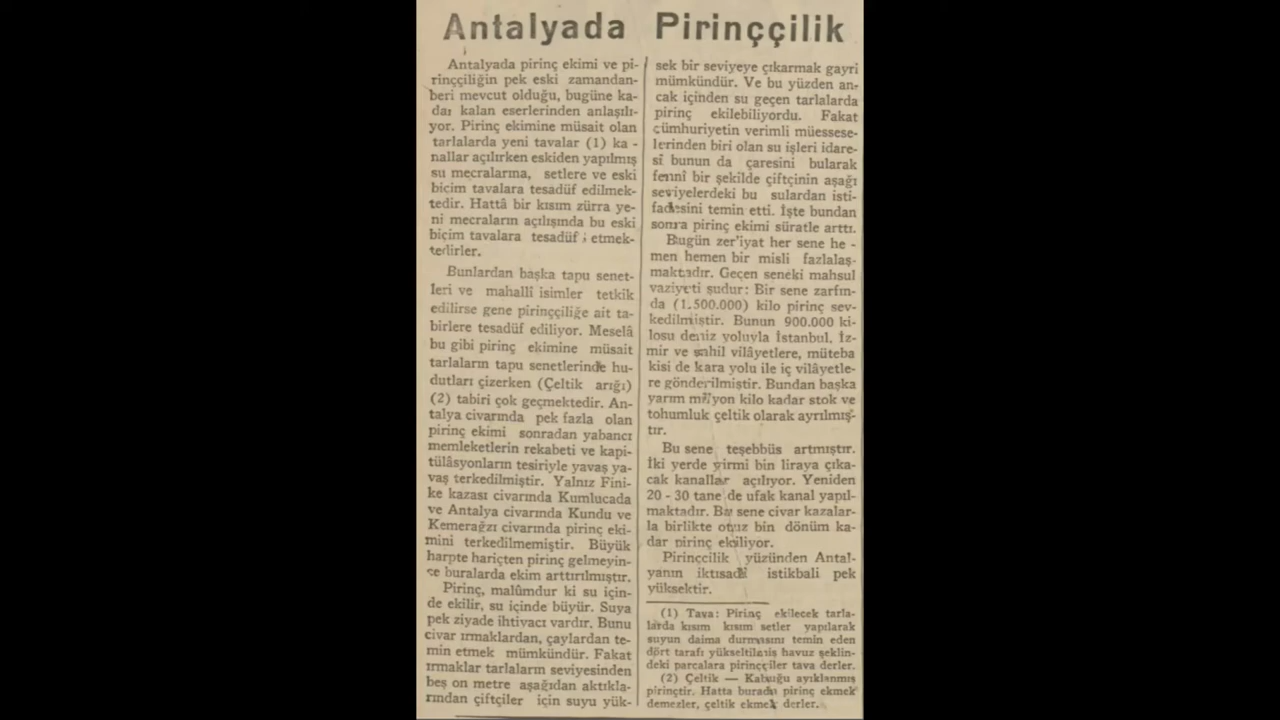 Antalyada Pirinççilik
Antalyada pirinç ekimi ve pi-
rinççiliğin pek eski zamandan-
beri mevcut olduğu, bugüne ka-
dar kalan eserlerinden anlaşılı-
yor. Pirinç ekimine müsait olan
tarlalarda yeni tavalar (1) ka -
nallar açılırken eskiden yapılmış
su mecralarına, setlere ve eski
biçim tavalara tesadüf edilmek-
tedir. Hattâ bir kısım zürra ye-
ni mecraların açılışında bu eski
biçim tavalara tesadüf etmek-
tedirler.
Bunlardan başka tapu senet-
leri ve mahallî isimler tetkik
edilirse gene pirinççiliğe ait ta-
birlere tesadüf ediliyor. Meselâ
bu gibi pirinç ekimine müsait
tarlaların tapu senetlerinde hu-
dutları çizerken (Çeltik arığı)
(2) tabiri çok geçmektedir. An-
talya civarında pek fazla olan
pirinç ekimi sonradan yabancı
memleketlerin rekabeti ve kapi-
tülâsyonların tesiriyle yavaş ya-
vaş terkedilmiştir. Yalnız Fini-
ke kazası civarında Kumlucada
ve Antalya civarında Kundu ve
Kemerağzı civarında pirinç eki-
mini terkedilmemiştir. Büyük
harpte hariçten pirinç gelmeyin-
ce buralarda ekim arttırılmıştır.
Pirinç, malûmdur ki su için-
de ekilir, su içinde büyür. Suya
pek ziyade ihtivacı vardır. Bunu
civar ırmaklardan, çaylardan te-
min etmek mümkündür. Fakat
ırmaklar tarlaların seviyesinden
beş on metre aşağıdan aktıkla-
rından çiftçiler için suyu yük-
sek bir seviyeye çıkarmak gayri
mümkündür. Ve bu yüzden an-
cak içinden su geçen tarlalarda
pirinç ekilebiliyordu. Fakat
cümhuriyetin verimli müessese-
lerinden biri olan su işleri idare-
si bunun da çaresini bularak
fennî bir şekilde çiftçinin aşağı
seviyelerdeki bu sulardan isti-
fadesini temin etti. İşte bundan
sonra pirinç ekimi süratle arttı.
Bugün zer'iyat her sene he -
men hemen bir misli fazlalaş-
maktadır. Geçen seneki mahsul
vaziyeti şudur: Bir sene zarfın-
da (1.500.000) kilo pirinç sev-
kedilmiştir. Bunun 900.000 ki-
losu deniz yoluyla İstanbul, İz-
mir ve sahil vilâyetlere, müteba
kisi de kara yolu ile iç vilâyetle-
re gönderilmiştir. Bundan başka
yarım milyon kilo kadar stok ve
tohumluk çeltik olarak ayrılmış-
tır.
Bu sene teşebbüs artmıştır.
İki yerde yirmi bin liraya çıka-
cak kanallar açılıyor. Yeniden
20 - 30 tane de ufak kanal yapıl-
maktadır. Bu sene civar kazalar-
la birlikte otuz bin dönüm ka-
dar pirinç ekiliyor.
Pirinccilik yüzünden Antal-
yanın iktısadî istikbali pek
yüksektir.
(1) Tava: Pirinç ekilecek tarla-
larda kısım kısım setler yapılarak
suyun daima durmasını temin eden
dört tarafı yükseltilmiş havuz şeklin-
deki parcalara pirinççiler tava derler.
(2) Çeltik — Kabuğu ayıklanmış
pirinçtir. Hatta burada pirinç ekmek
demezler, çeltik ekmek derler.